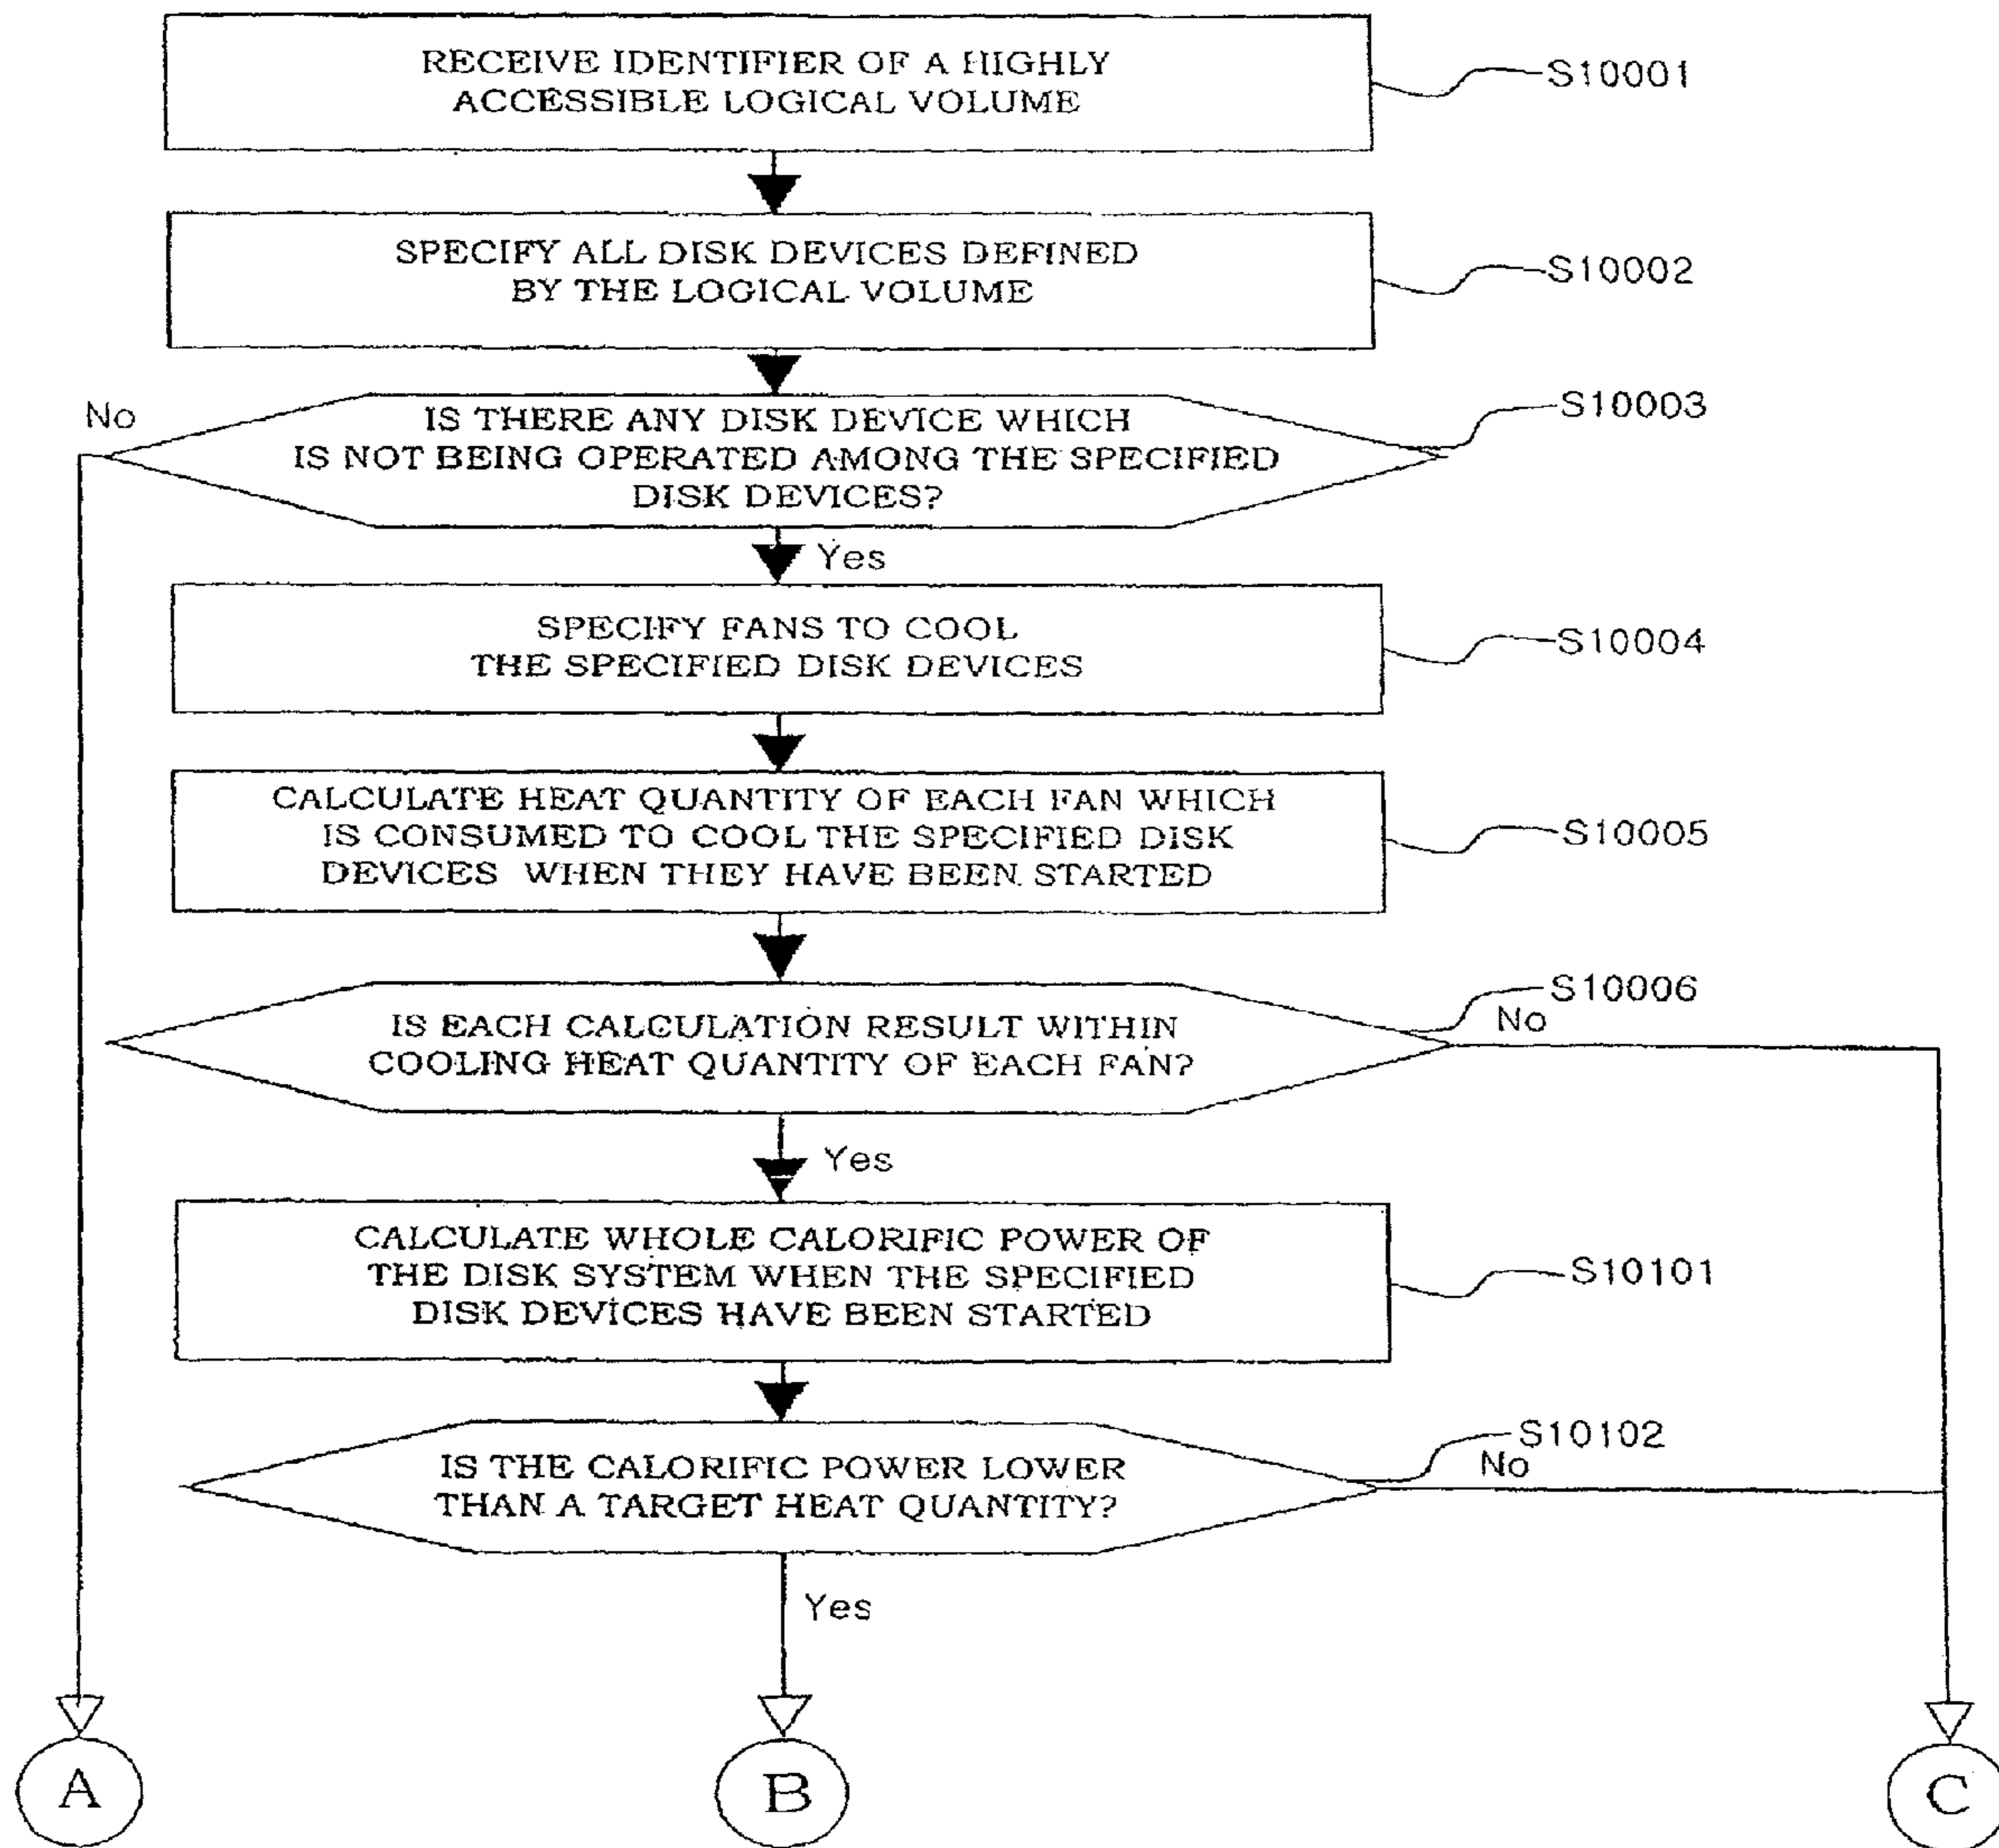 RECEIVE IDENTIFIER OF A HIGHLY
ACCESSIBLE LOGICAL VOLUME
S10001
SPECIFY ALL DISK DEVICES DEFINED
BY THE LOGICAL VOLUME
S10002
No
IS THERE ANY DISK DEVICE WHICH
IS NOT BEING OPERATED AMONG THE SPECIFIED
DISK DEVICES?
S10003
Yes
SPECIFY FANS TO COOL
THE SPECIFIED DISK DEVICES
S10004
CALCULATE HEAT QUANTITY OF EACH FAN WHICH
IS CONSUMED TO COOL THE SPECIFIED DISK
DEVICES WHEN THEY HAVE BEEN STARTED
S10005
IS EACH CALCULATION RESULT WITHIN
COOLING HEAT QUANTITY OF EACH FAN?
S10006
No
Yes
CALCULATE WHOLE CALORIFIC POWER OF
THE DISK SYSTEM WHEN THE SPECIFIED
DISK DEVICES HAVE BEEN STARTED
S10101
IS THE CALORIFIC POWER LOWER
THAN A TARGET HEAT QUANTITY?
S10102
No
Yes
A
B
C